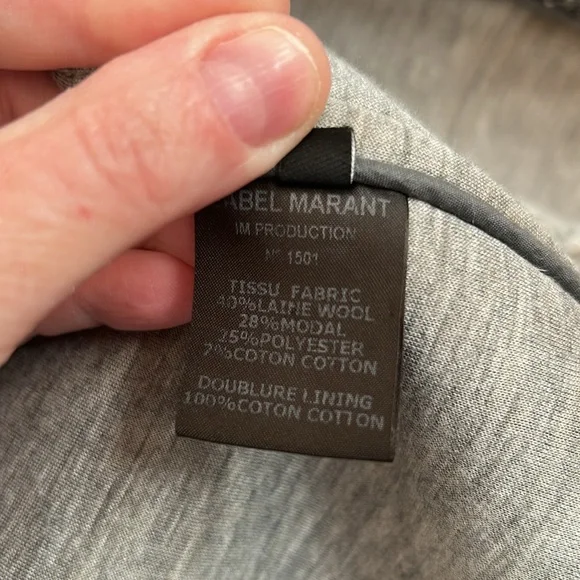 ABEL MARANT
IM PRODUCTION
N° 1501
TISSU FABRIC
40%LAINE WOOL
28%MODAL
25%POLYESTER
7%COTON COTTON
DOUBLURE LINING
100%COTON COTTON